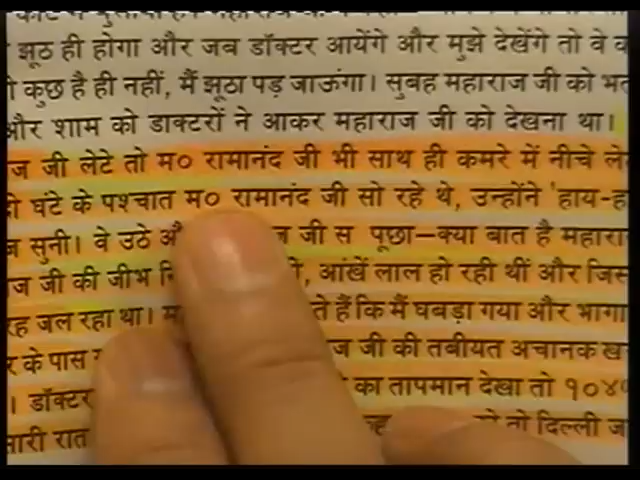 झूठ ही होगा और जब डॉक्टर आयेंगे और मुझे देखेंगे तो वे
कुछ है ही नहीं, मैं झूठा पड़ जाऊंगा। सुबह महाराज जी को
और शाम को डाक्टरों ने आकर महाराज जी को देखना था।
ज जी लेटे तो म० रामानंद जी भी साथ ही कमरे में नीचे ले
घंटे के पश्चात म० रामानंद जी सो रहे थे, उन्होंने 'हाय-ह
सुनी। वे उठे जी स पूछा—क्या बात है महारा
ज जी की जीभ आंखें लाल हो रही थीं और जिस
रह जल रहा था। ते हैं कि मैं घबड़ा गया और भागा
र के पास ज जी की तबीयत अचानक ख
। डॉक्टर का तापमान देखा तो १०४
सारी रात तो दिल्ली ज